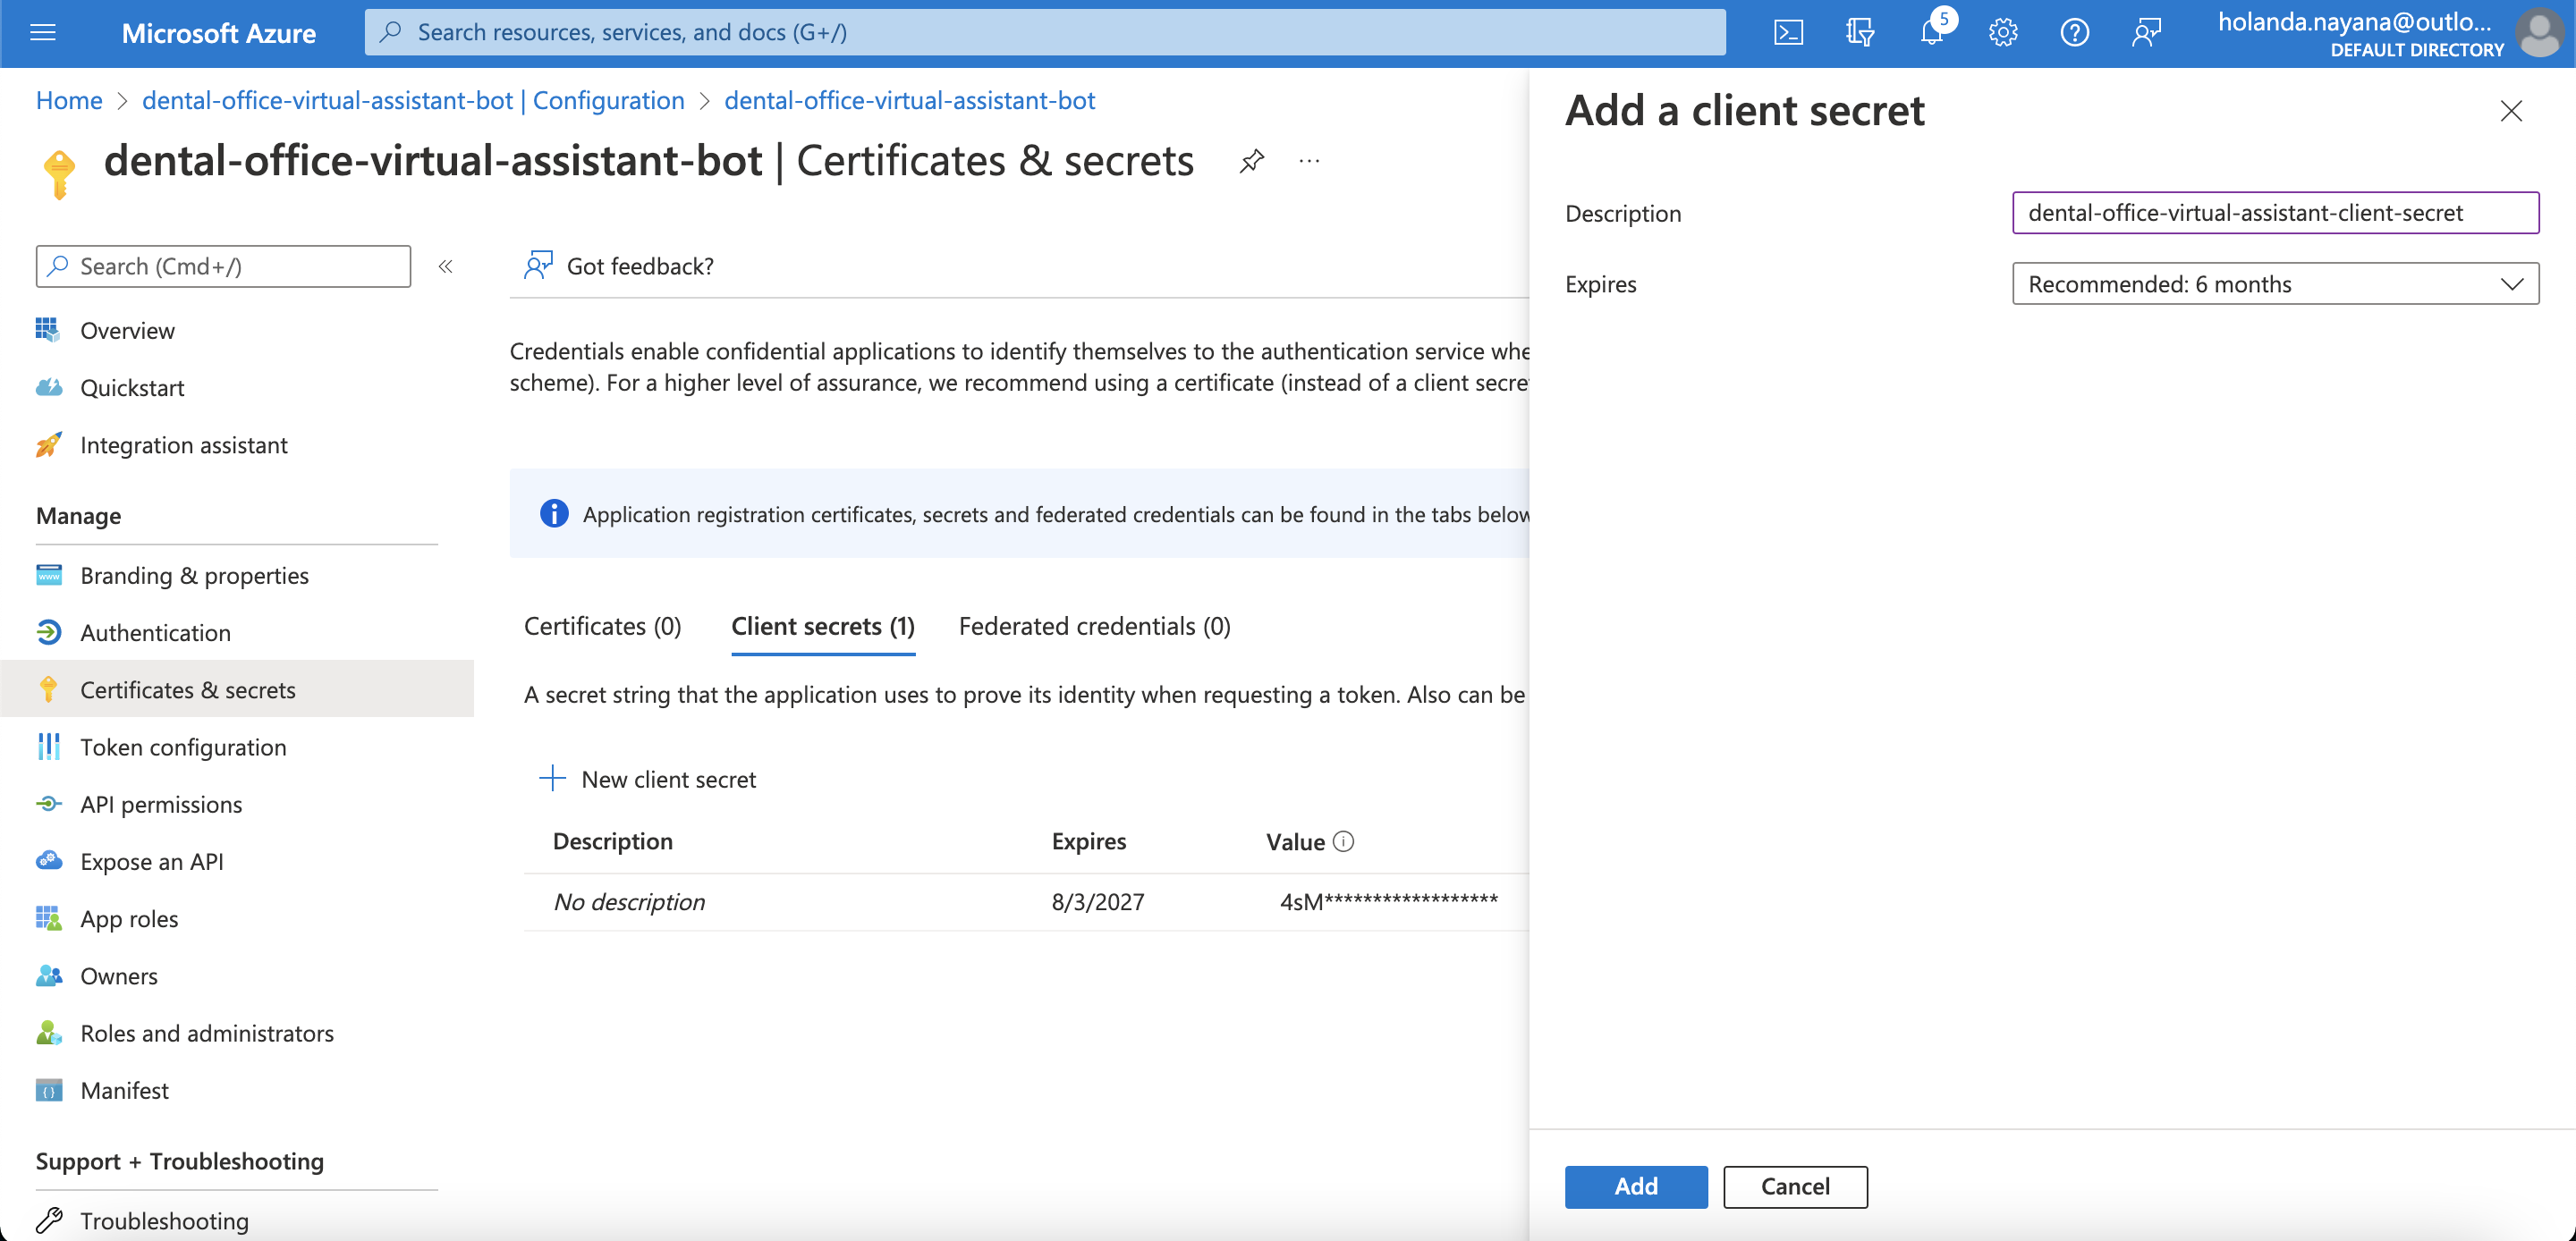 Microsoft Azure
Search resources, services, and docs (G+/)
5
holanda.nayana@outlo...
DEFAULT DIRECTORY
Home > dental-office-virtual-assistant-bot | Configuration > dental-office-virtual-assistant-bot
dental-office-virtual-assistant-bot | Certificates & secrets
...
Search (Cmd+/)
«
Overview
Quickstart
Integration assistant
Manage
Branding & properties
Authentication
Certificates & secrets
Token configuration
API permissions
Expose an API
App roles
Owners
Roles and administrators
Manifest
Support + Troubleshooting
Troubleshooting
Got feedback?
Credentials enable confidential applications to identify themselves to the authentication service whe
scheme). For a higher level of assurance, we recommend using a certificate (instead of a client secre
Application registration certificates, secrets and federated credentials can be found in the tabs below
Certificates (0) Client secrets (1) Federated credentials (0)
A secret string that the application uses to prove its identity when requesting a token. Also can be
New client secret
Description Expires Value
No description 8/3/2027 4sM******************
Add a client secret
Description dental-office-virtual-assistant-client-secret
Expires Recommended: 6 months
Add Cancel